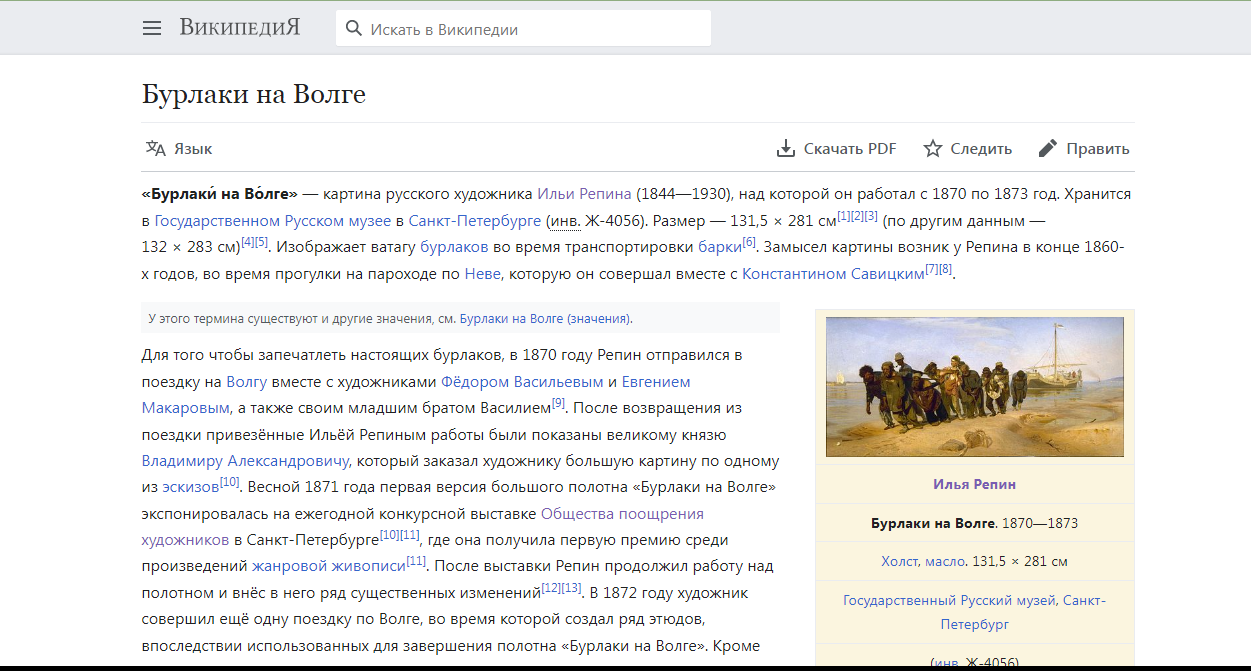 ВикипедиЯ
Искать в Википедии
Бурлаки на Волге
Язык
Скачать PDF
Следить
Править
«Бурлаки́ на Во́лге» — картина русского художника Ильи Репина (1844—1930), над которой он работал с 1870 по 1873 год. Хранится
в Государственном Русском музее в Санкт-Петербурге (инв. Ж-4056). Размер — 131,5 × 281 см[1][2][3] (по другим данным —
132 × 283 см)[4][5]. Изображает ватагу бурлаков во время транспортировки барки[6]. Замысел картины возник у Репина в конце 1860-
х годов, во время прогулки на пароходе по Неве, которую он совершал вместе с Константином Савицким[7][8].
У этого термина существуют и другие значения, см. Бурлаки на Волге (значения).
Для того чтобы запечатлеть настоящих бурлаков, в 1870 году Репин отправился в
поездку на Волгу вместе с художниками Фёдором Васильевым и Евгением
Макаровым, а также своим младшим братом Василием[9]. После возвращения из
поездки привезённые Ильёй Репиным работы были показаны великому князю
Владимиру Александровичу, который заказал художнику большую картину по одному
из эскизов[10]. Весной 1871 года первая версия большого полотна «Бурлаки на Волге»
экспонировалась на ежегодной конкурсной выставке Общества поощрения
художников в Санкт-Петербурге[10][11], где она получила первую премию среди
произведений жанровой живописи[11]. После выставки Репин продолжил работу над
полотном и внёс в него ряд существенных изменений[12][13]. В 1872 году художник
совершил ещё одну поездку по Волге, во время которой создал ряд этюдов,
впоследствии использованных для завершения полотна «Бурлаки на Волге». Кроме
Илья Репин
Бурлаки на Волге. 1870—1873
Холст, масло. 131,5 × 281 см
Государственный Русский музей, Санкт-
Петербург
(инв. Ж-4056)